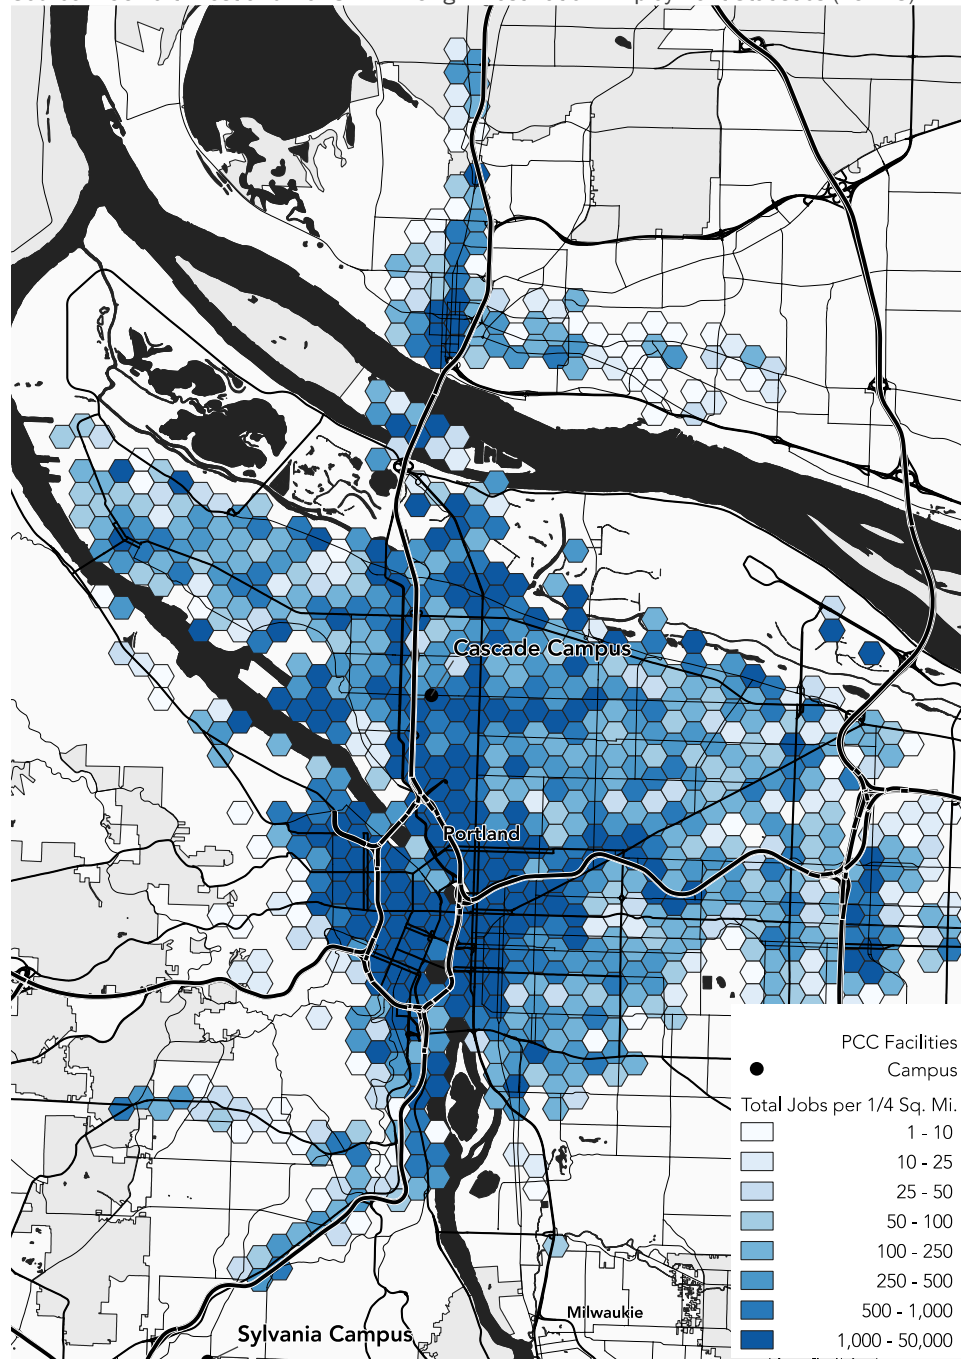 Cascade Campus
Portland
PCC Facilities
Campus
Total Jobs per 1/4 Sq. Mi.
1 - 10
10 - 25
25 - 50
50 - 100
100 - 250
250 - 500
500 - 1,000
1,000 - 50,000
Milwaukie
Sylvania Campus